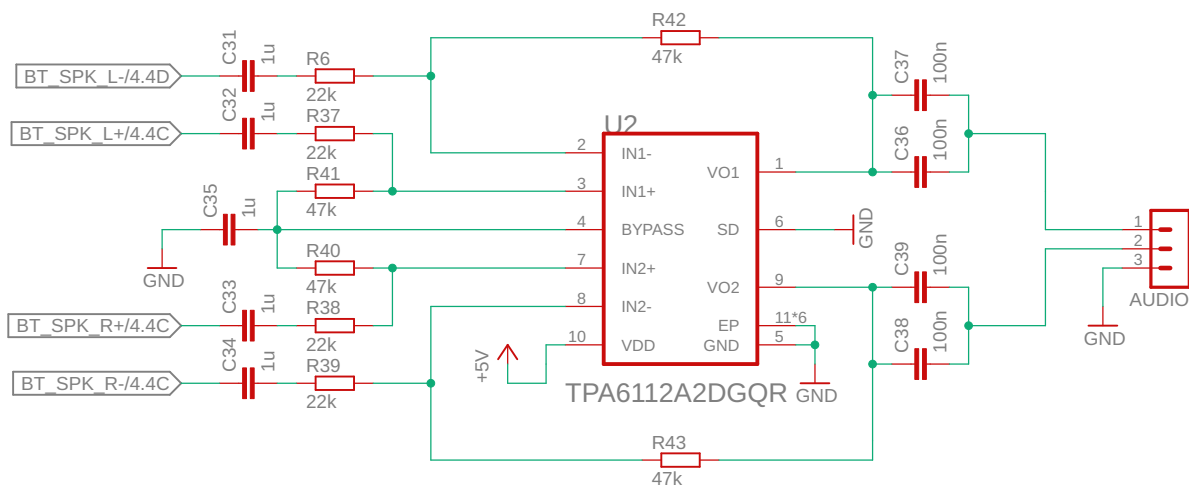 R42
47k
C31
1u
R6
22k
BT_SPK_L-/4.4D
C37
100n
C32
1u
R37
22k
BT_SPK_L+/4.4C
U2
C36
100n
2
IN1-
VO1
1
R41
47k
3
IN1+
C35
1u
4
BYPASS
SD
6
GND
GND
R40
47k
7
IN2+
C39
100n
1
2
3
AUDIO
GND
VO2
9
C33
1u
R38
22k
BT_SPK_R+/4.4C
8
IN2-
EP
11*6
C38
100n
C34
1u
R39
22k
BT_SPK_R-/4.4C
+5V
10
VDD
GND
5
GND
TPA6112A2DGQR
R43
47k